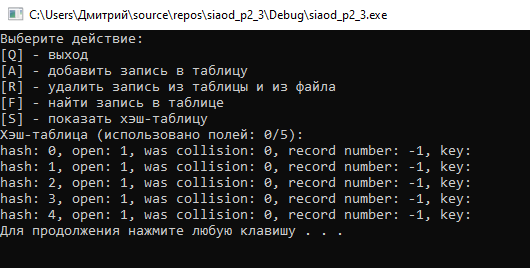 C:\Users\Дмитрий\source\repos\siaod_p2_3\Debug\siaod_p2_3.exe
Выберите действие:
[Q] - выход
[A] - добавить запись в таблицу
[R] - удалить запись из таблицы и из файла
[F] - найти запись в таблице
[S] - показать хэш-таблицу
Хэш-таблица (использовано полей: 0/5):
hash: 0, open: 1, was collision: 0, record number: -1, key:
hash: 1, open: 1, was collision: 0, record number: -1, key:
hash: 2, open: 1, was collision: 0, record number: -1, key:
hash: 3, open: 1, was collision: 0, record number: -1, key:
hash: 4, open: 1, was collision: 0, record number: -1, key:
Для продолжения нажмите любую клавишу . . .